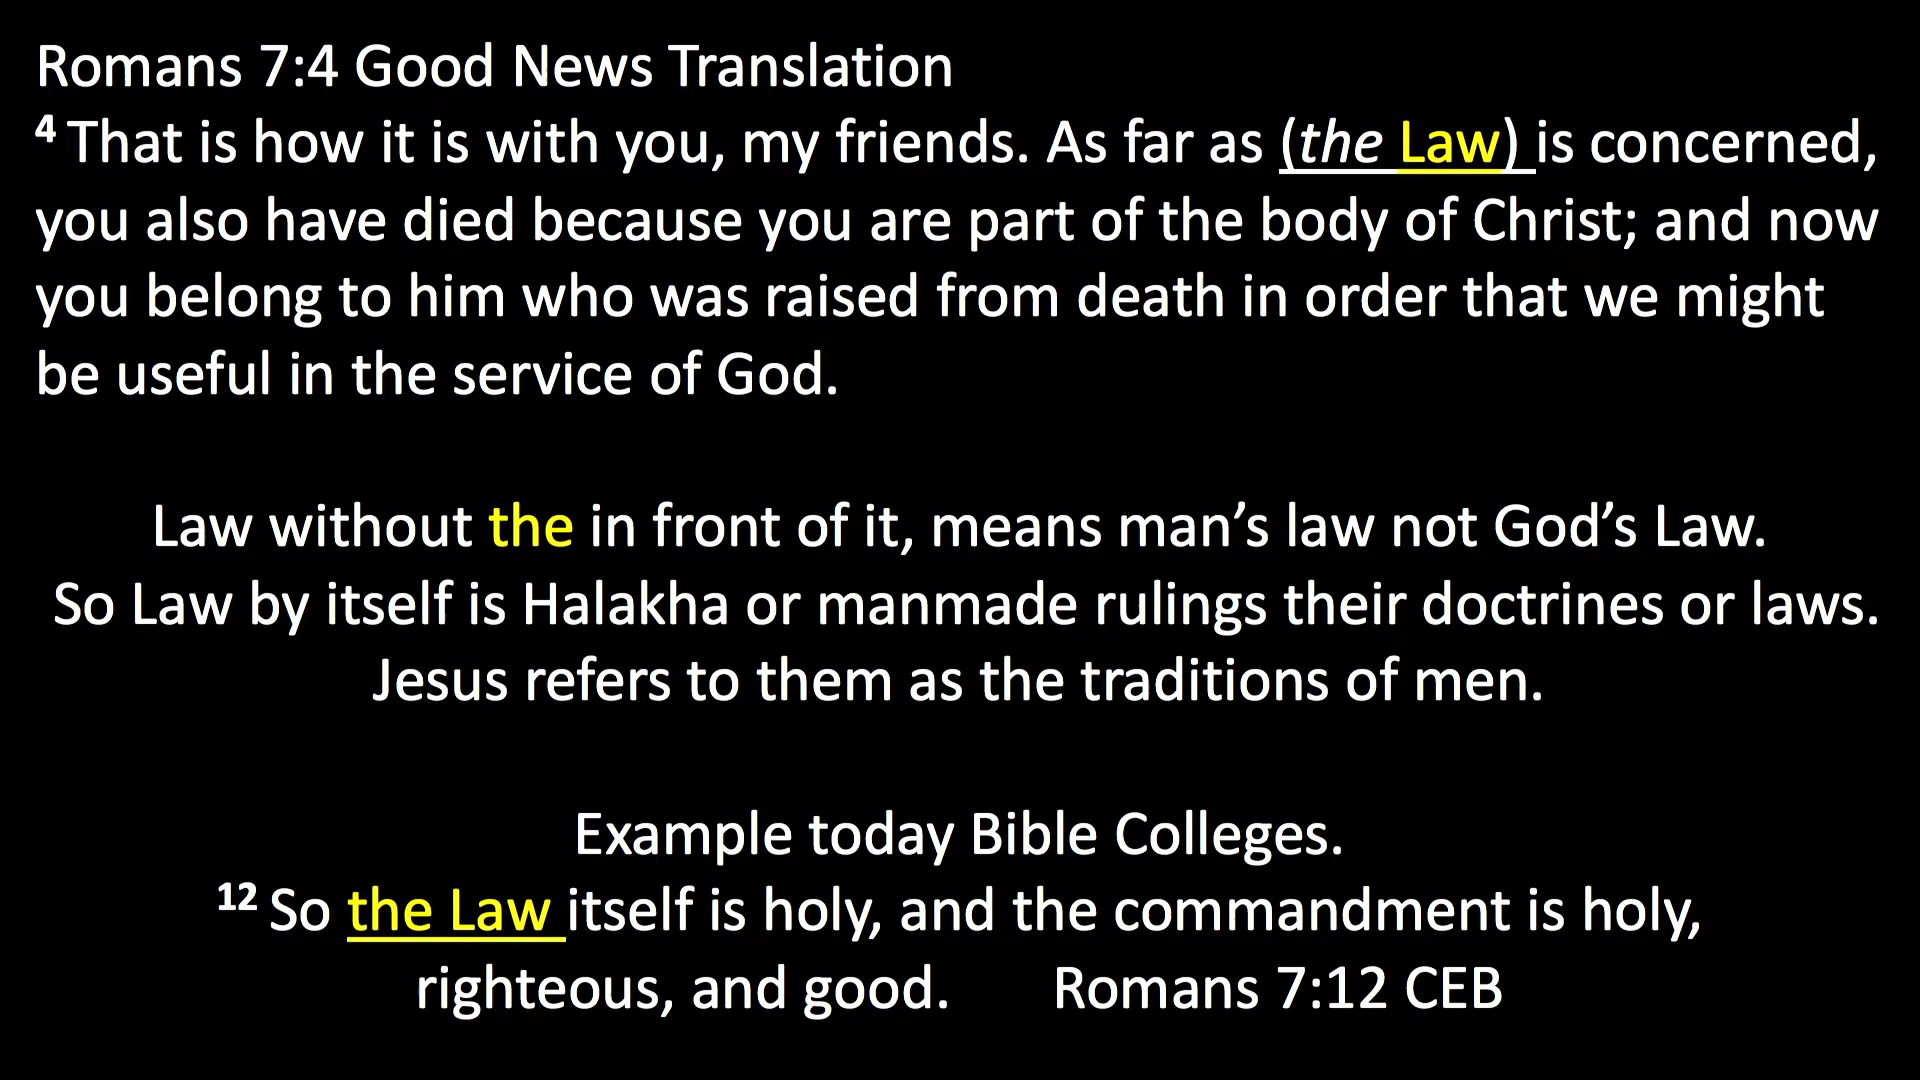 Romans 7:4 Good News Translation
4 That is how it is with you, my friends. As far as (the Law) is concerned,
you also have died because you are part of the body of Christ; and now
you belong to him who was raised from death in order that we might
be useful in the service of God.
Law without the in front of it, means man’s law not God’s Law.
So Law by itself is Halakha or manmade rulings their doctrines or laws.
Jesus refers to them as the traditions of men.
Example today Bible Colleges.
12 So the Law itself is holy, and the commandment is holy,
righteous, and good. Romans 7:12 CEB